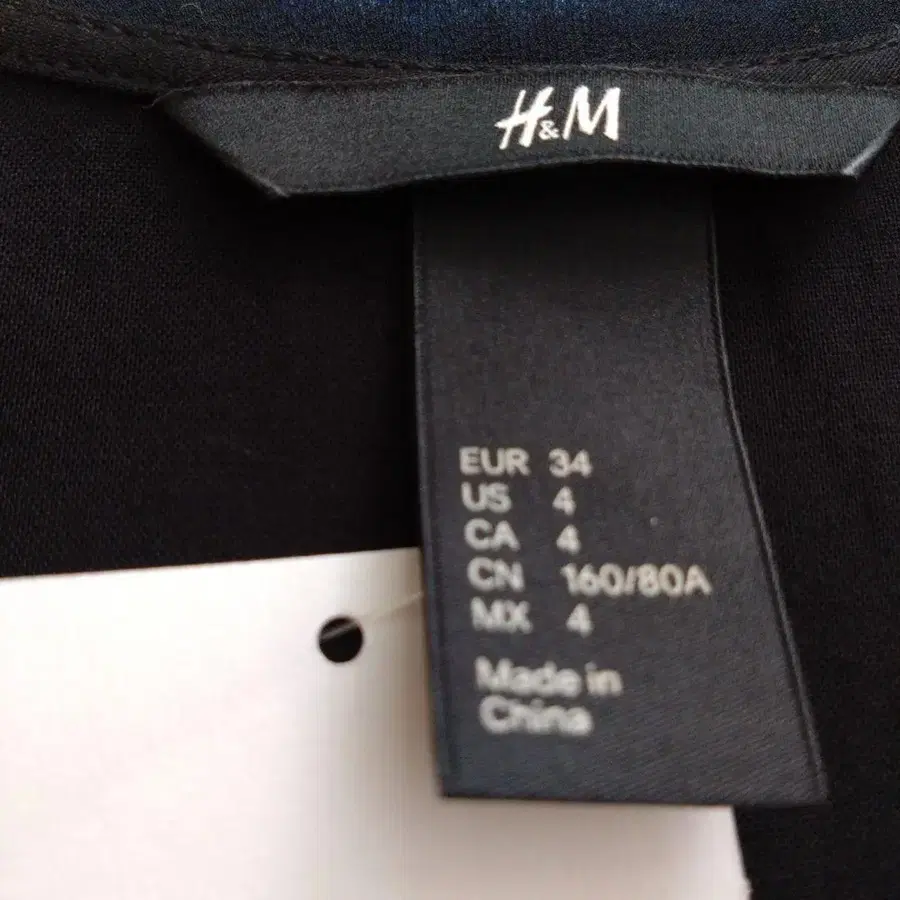 H&M
EUR 34
US 4
CA 4
CN 160/80A
MX 4
Made in
China